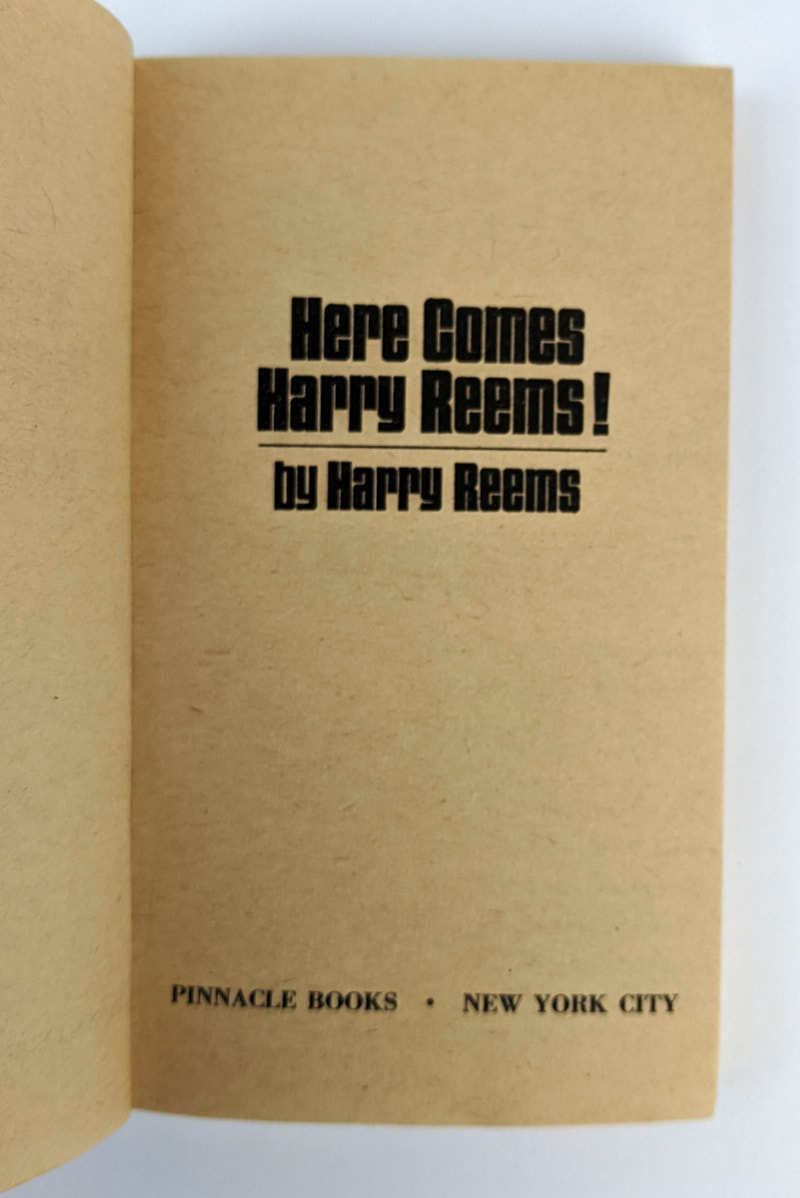 Here Comes
Harry Reems!
by Harry Reems
PINNACLE BOOKS • NEW YORK CITY